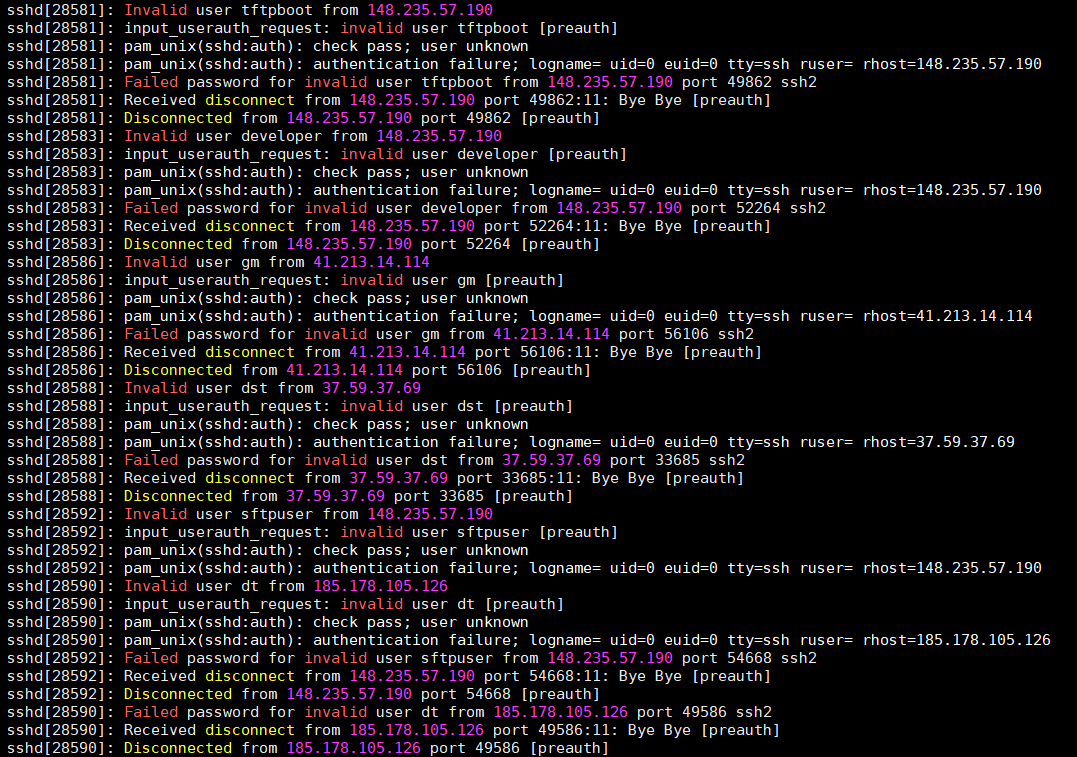 sshd[28581]: Invalid user tftpboot from 148.235.57.190
sshd[28581]: input_userauth_request: invalid user tftpboot [preauth]
sshd[28581]: pam_unix(sshd:auth): check pass; user unknown
sshd[28581]: pam_unix(sshd:auth): authentication failure; logname= uid=0 euid=0 tty=ssh ruser= rhost=148.235.57.190
sshd[28581]: Failed password for invalid user tftpboot from 148.235.57.190 port 49862 ssh2
sshd[28581]: Received disconnect from 148.235.57.190 port 49862:11: Bye Bye [preauth]
sshd[28581]: Disconnected from 148.235.57.190 port 49862 [preauth]
sshd[28583]: Invalid user developer from 148.235.57.190
sshd[28583]: input_userauth_request: invalid user developer [preauth]
sshd[28583]: pam_unix(sshd:auth): check pass; user unknown
sshd[28583]: pam_unix(sshd:auth): authentication failure; logname= uid=0 euid=0 tty=ssh ruser= rhost=148.235.57.190
sshd[28583]: Failed password for invalid user developer from 148.235.57.190 port 52264 ssh2
sshd[28583]: Received disconnect from 148.235.57.190 port 52264:11: Bye Bye [preauth]
sshd[28583]: Disconnected from 148.235.57.190 port 52264 [preauth]
sshd[28586]: Invalid user gm from 41.213.14.114
sshd[28586]: input_userauth_request: invalid user gm [preauth]
sshd[28586]: pam_unix(sshd:auth): check pass; user unknown
sshd[28586]: pam_unix(sshd:auth): authentication failure; logname= uid=0 euid=0 tty=ssh ruser= rhost=41.213.14.114
sshd[28586]: Failed password for invalid user gm from 41.213.14.114 port 56106 ssh2
sshd[28586]: Received disconnect from 41.213.14.114 port 56106:11: Bye Bye [preauth]
sshd[28586]: Disconnected from 41.213.14.114 port 56106 [preauth]
sshd[28588]: Invalid user dst from 37.59.37.69
sshd[28588]: input_userauth_request: invalid user dst [preauth]
sshd[28588]: pam_unix(sshd:auth): check pass; user unknown
sshd[28588]: pam_unix(sshd:auth): authentication failure; logname= uid=0 euid=0 tty=ssh ruser= rhost=37.59.37.69
sshd[28588]: Failed password for invalid user dst from 37.59.37.69 port 33685 ssh2
sshd[28588]: Received disconnect from 37.59.37.69 port 33685:11: Bye Bye [preauth]
sshd[28588]: Disconnected from 37.59.37.69 port 33685 [preauth]
sshd[28592]: Invalid user sftpuser from 148.235.57.190
sshd[28592]: input_userauth_request: invalid user sftpuser [preauth]
sshd[28592]: pam_unix(sshd:auth): check pass; user unknown
sshd[28592]: pam_unix(sshd:auth): authentication failure; logname= uid=0 euid=0 tty=ssh ruser= rhost=148.235.57.190
sshd[28590]: Invalid user dt from 185.178.105.126
sshd[28590]: input_userauth_request: invalid user dt [preauth]
sshd[28590]: pam_unix(sshd:auth): check pass; user unknown
sshd[28590]: pam_unix(sshd:auth): authentication failure; logname= uid=0 euid=0 tty=ssh ruser= rhost=185.178.105.126
sshd[28592]: Failed password for invalid user sftpuser from 148.235.57.190 port 54668 ssh2
sshd[28592]: Received disconnect from 148.235.57.190 port 54668:11: Bye Bye [preauth]
sshd[28592]: Disconnected from 148.235.57.190 port 54668 [preauth]
sshd[28590]: Failed password for invalid user dt from 185.178.105.126 port 49586 ssh2
sshd[28590]: Received disconnect from 185.178.105.126 port 49586:11: Bye Bye [preauth]
sshd[28590]: Disconnected from 185.178.105.126 port 49586 [preauth]